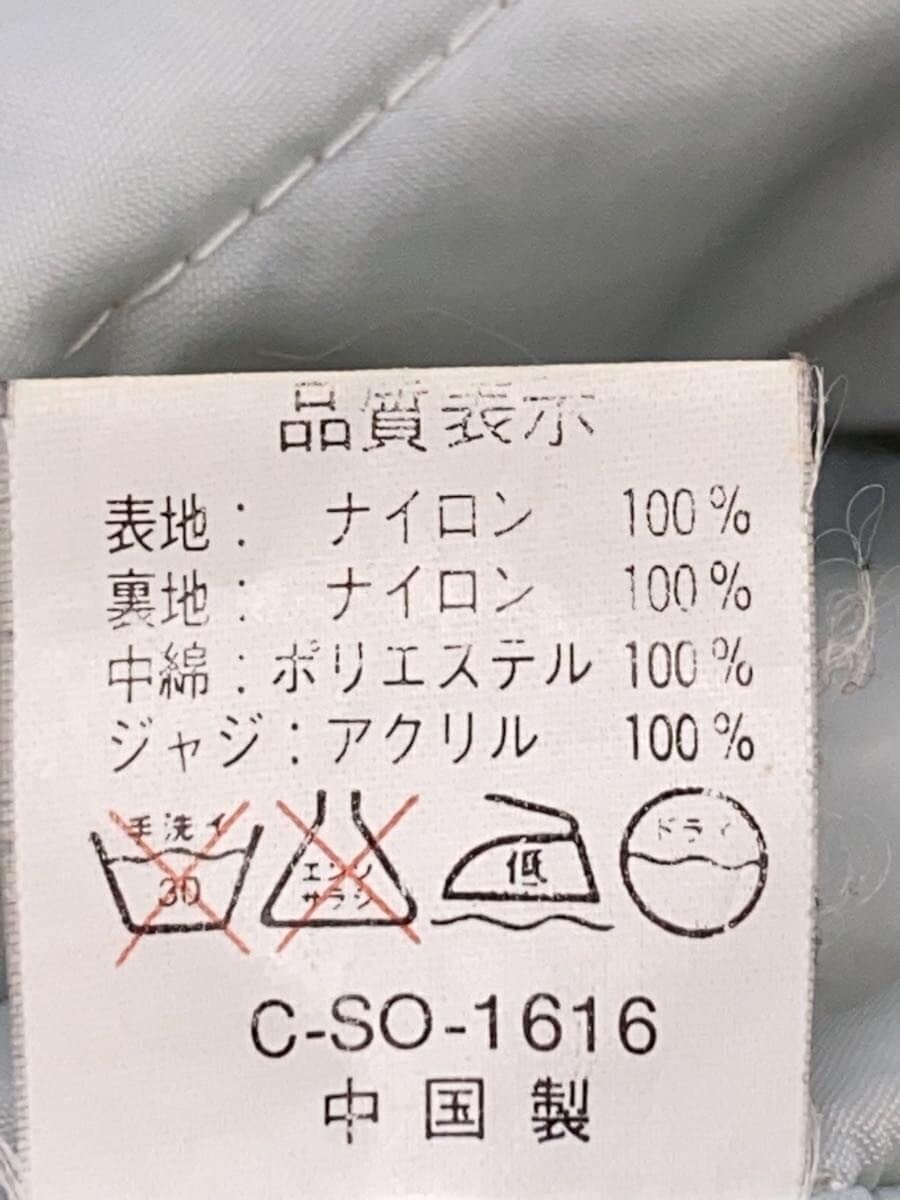 品質表示
表地: ナイロン 100%
裏地: ナイロン 100%
中綿: ポリエステル 100%
ジャジ: アクリル 100%
手洗イ 30 エンソサラシ 低 ドライ
C-SO-1616
中国製